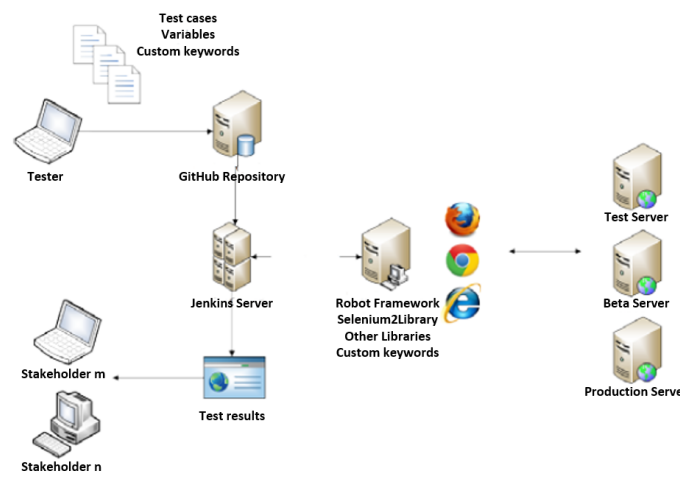 Test cases
Variables
Custom keywords
Tester
GitHub Repository
Test Server
Jenkins Server
Robot Framework
Selenium2Library
Other Libraries
Custom keywords
Beta Server
Stakeholder m
Production Serve
Test results
Stakeholder n